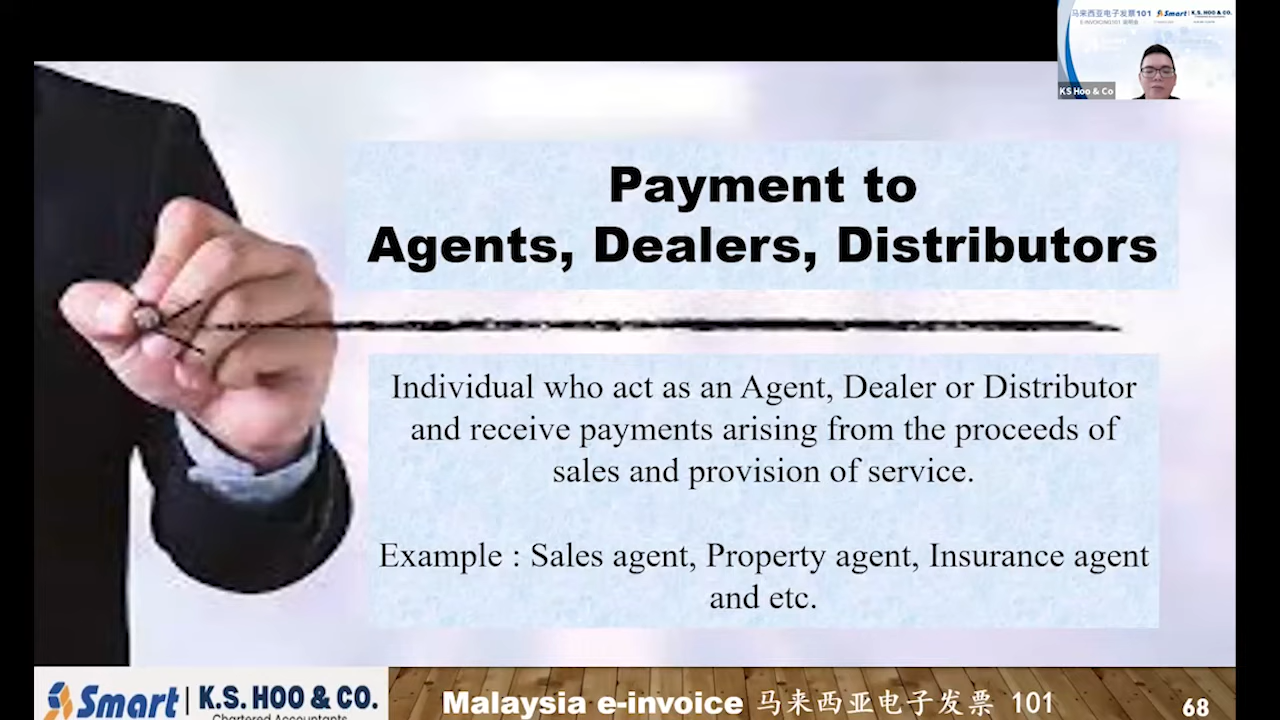 马来西亚电子发票101
Smart | K.S. HOO & CO.
KS Hoo & Co
Payment to
Agents, Dealers, Distributors
Individual who act as an Agent, Dealer or Distributor
and receive payments arising from the proceeds of
sales and provision of service.
Example : Sales agent, Property agent, Insurance agent
and etc.
Smart | K.S. HOO & CO.
Chartered Accountants
Malaysia e-invoice 马来西亚电子发票 101
68